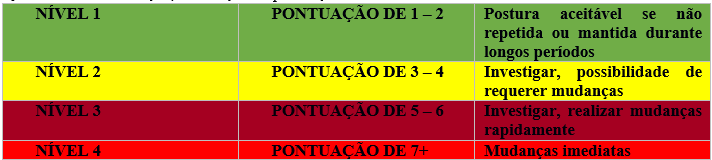 NÍVEL 1 PONTUAÇÃO DE 1 – 2 Postura aceitável se não
repetida ou mantida durante
longos períodos
NÍVEL 2 PONTUAÇÃO DE 3 – 4 Investigar, possibilidade de
requerer mudanças
NÍVEL 3 PONTUAÇÃO DE 5 – 6 Investigar, realizar mudanças
rapidamente
NÍVEL 4 PONTUAÇÃO DE 7+ Mudanças imediatas